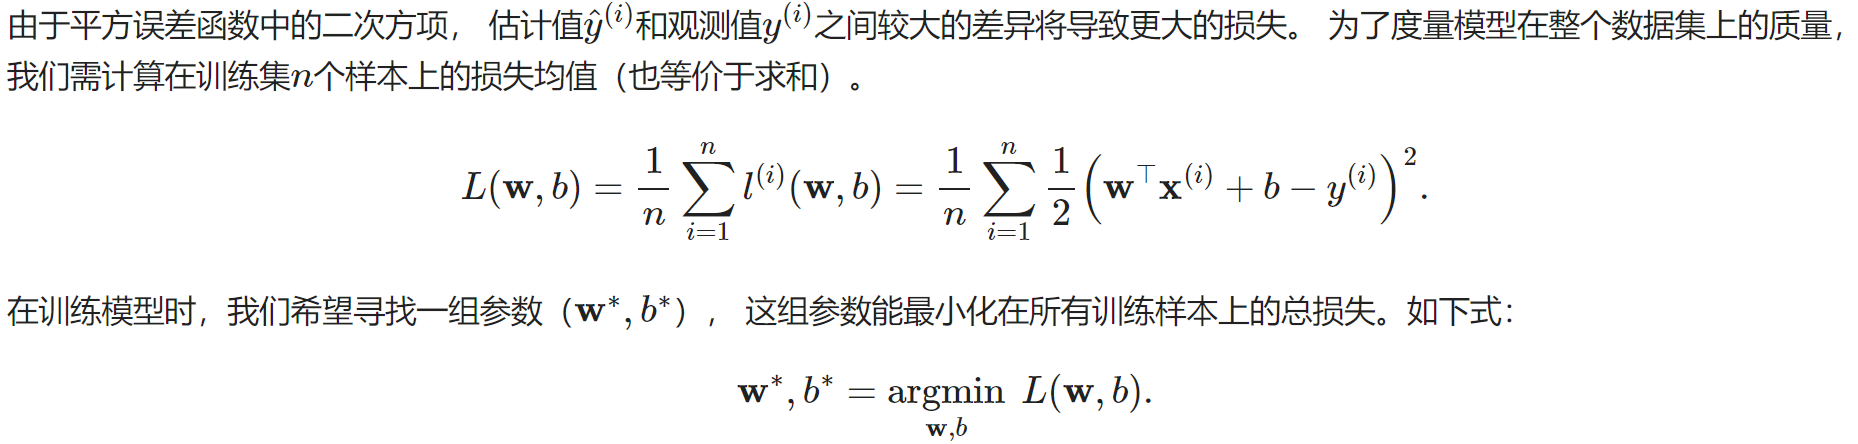 由于平方误差函数中的二次方项， 估计值$\hat{y}^{(i)}$和观测值$y^{(i)}$之间较大的差异将导致更大的损失。 为了度量模型在整个数据集上的质量，
我们需计算在训练集$n$个样本上的损失均值（也等价于求和）。
$$L(\mathbf{w}, b) = \frac{1}{n} \sum_{i=1}^{n} l^{(i)}(\mathbf{w}, b) = \frac{1}{n} \sum_{i=1}^{n} \frac{1}{2} \left( \mathbf{w}^\top \mathbf{x}^{(i)} + b - y^{(i)} \right)^2.$$
在训练模型时，我们希望寻找一组参数（$\mathbf{w}^*, b^*$）， 这组参数能最小化在所有训练样本上的总损失。如下式：
$$\mathbf{w}^*, b^* = \underset{\mathbf{w}, b}{\mathrm{argmin}}\ L(\mathbf{w}, b).$$